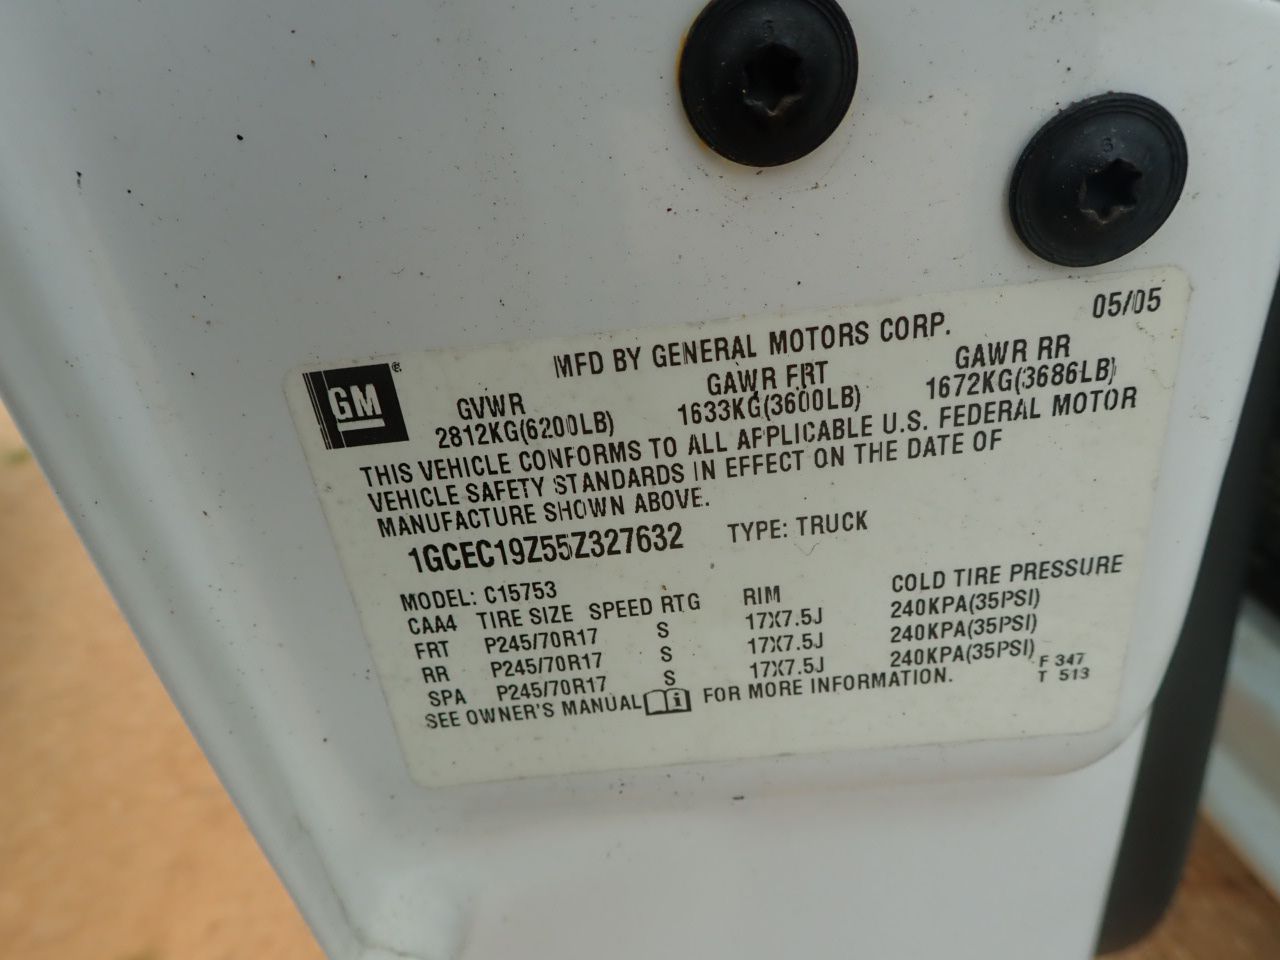 05/05
MFD BY GENERAL MOTORS CORP.
GM®
GVWR GAWR FRT GAWR RR
2812KG(6200LB) 1633KG(3600LB) 1672KG(3686LB)
THIS VEHICLE CONFORMS TO ALL APPLICABLE U.S. FEDERAL MOTOR
VEHICLE SAFETY STANDARDS IN EFFECT ON THE DATE OF
MANUFACTURE SHOWN ABOVE.
1GCEC19Z55Z327632 TYPE: TRUCK
MODEL: C15753
CAA4 TIRE SIZE SPEED RTG RIM COLD TIRE PRESSURE
FRT P245/70R17 S 17X7.5J 240KPA(35PSI)
RR P245/70R17 S 17X7.5J 240KPA(35PSI)
SPA P245/70R17 S 17X7.5J 240KPA(35PSI)
SEE OWNER'S MANUAL i FOR MORE INFORMATION.
F 347
T 513